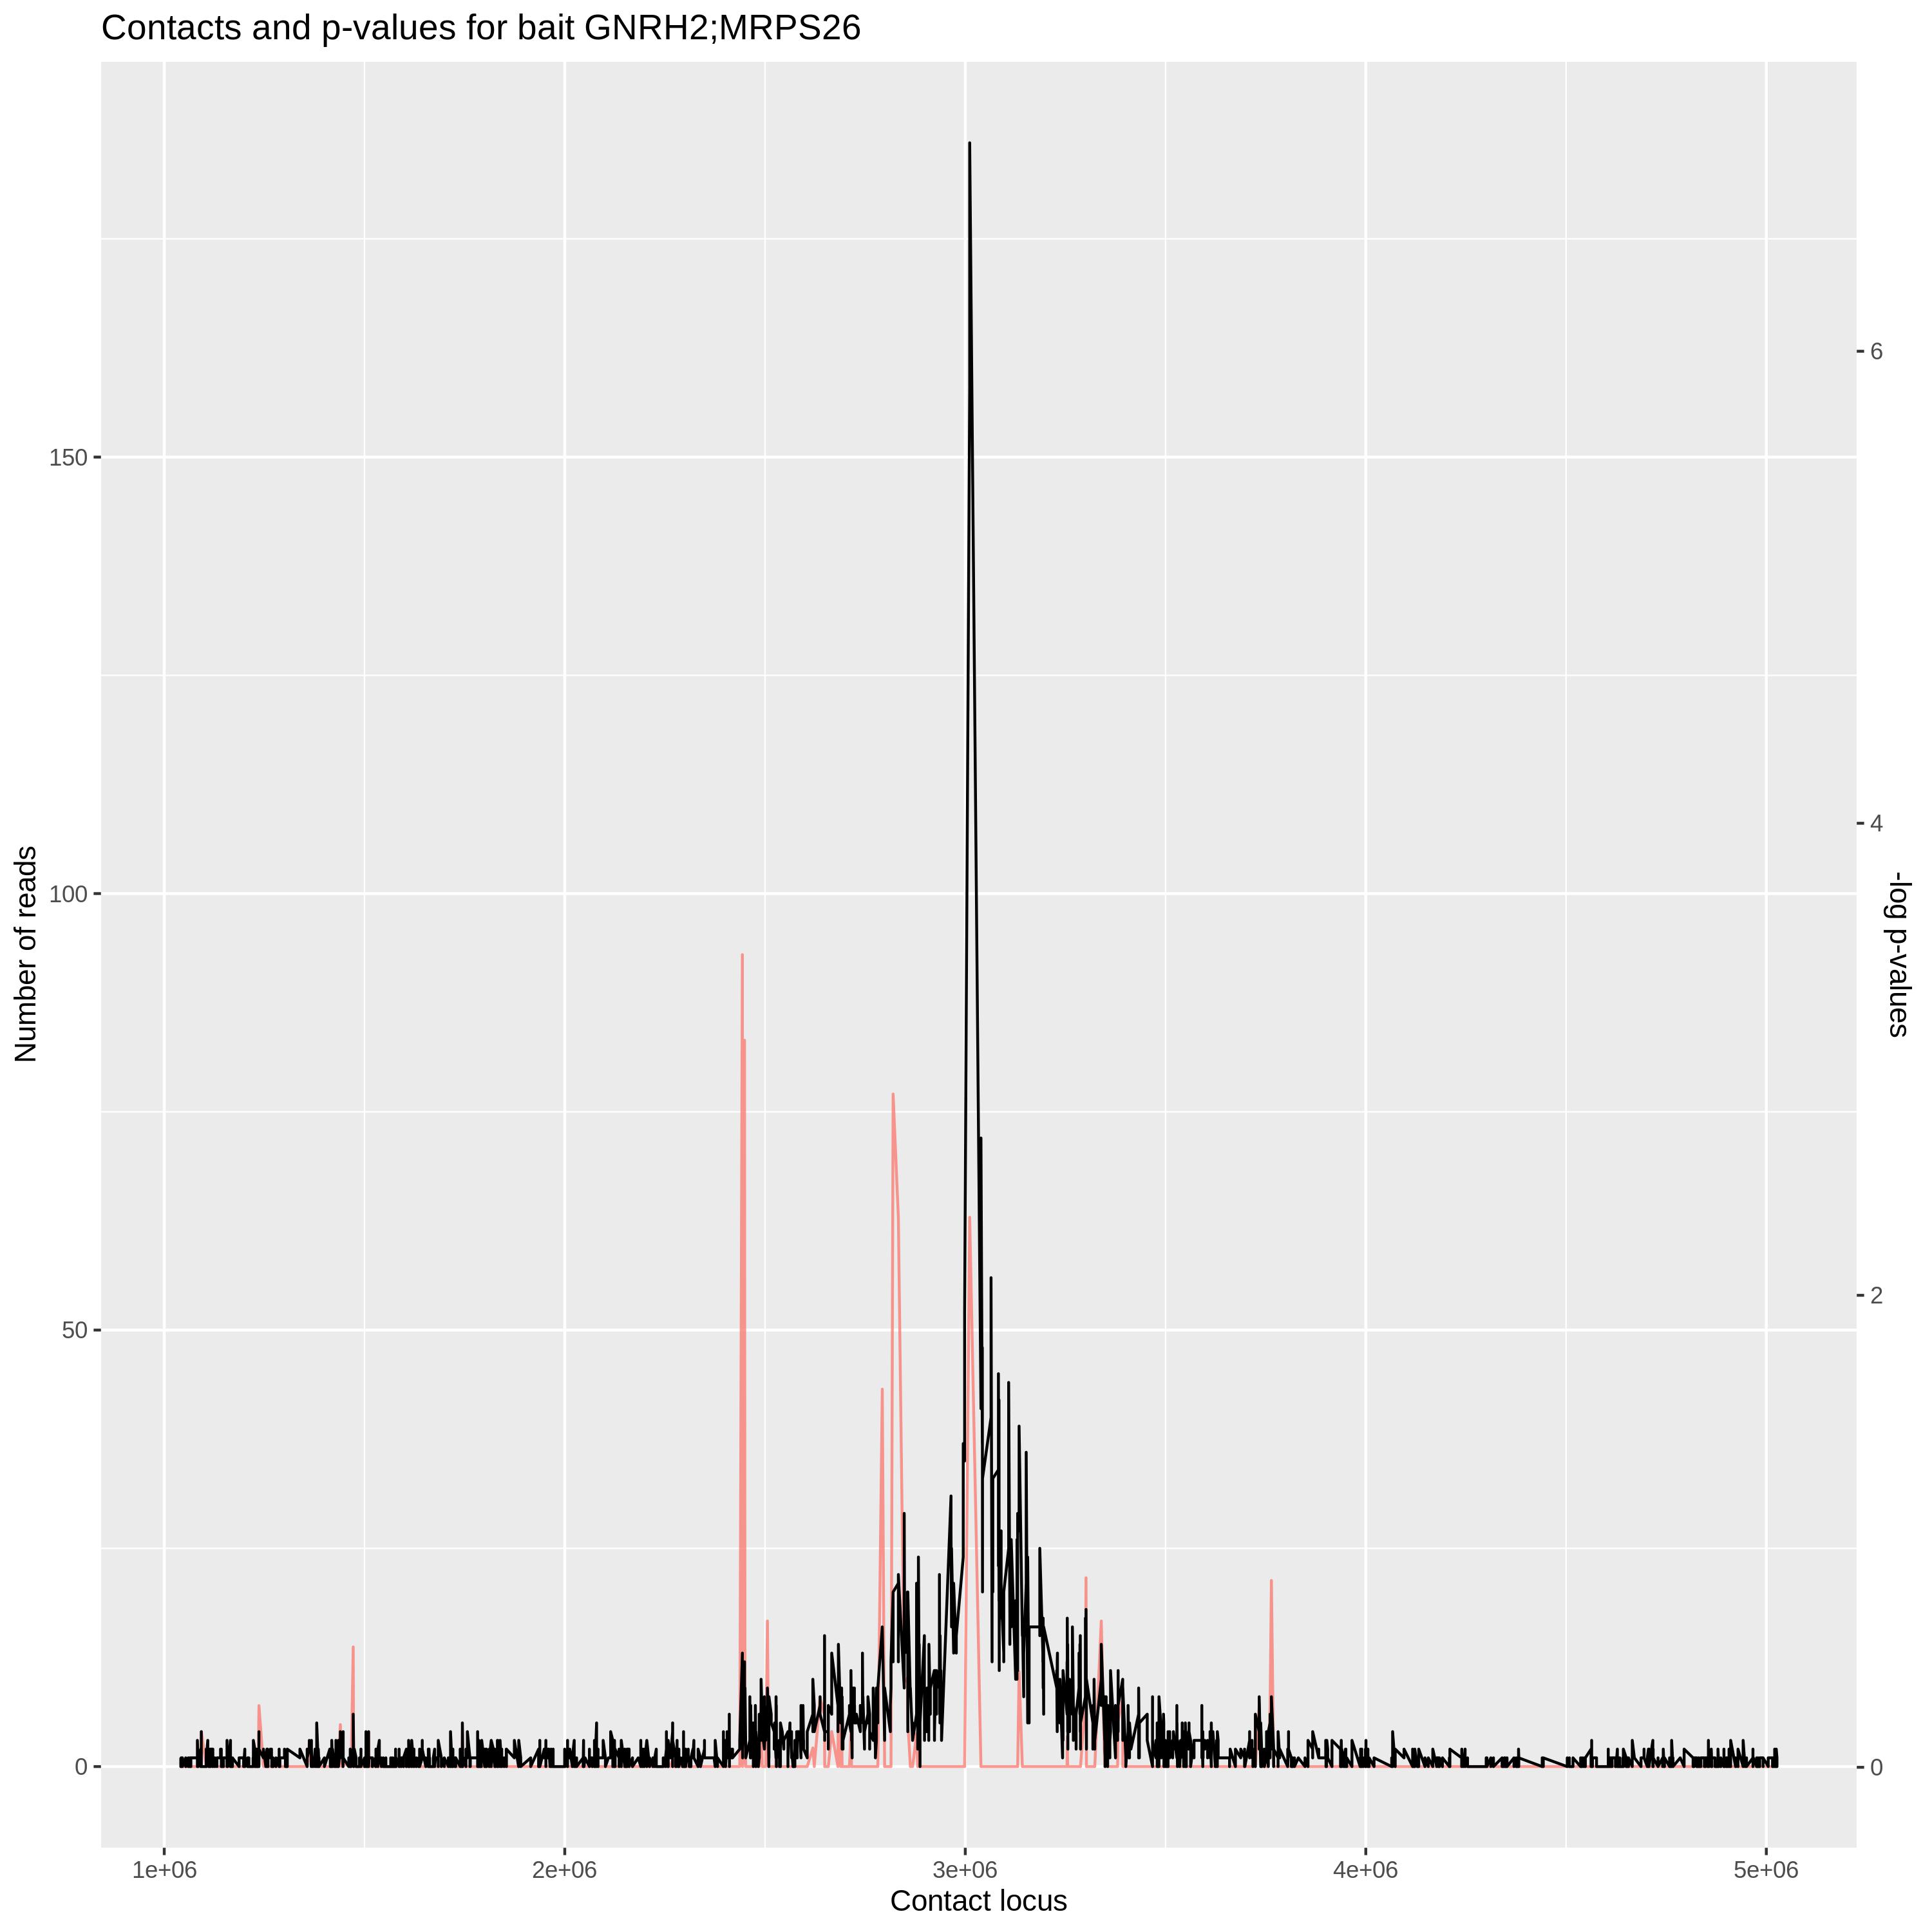 Contacts and p-values for bait GNRH2;MRPS26
Number of reads
150
100
50
0
6
4
2
0
-log p-values
1e+06
2e+06
3e+06
4e+06
5e+06
Contact locus